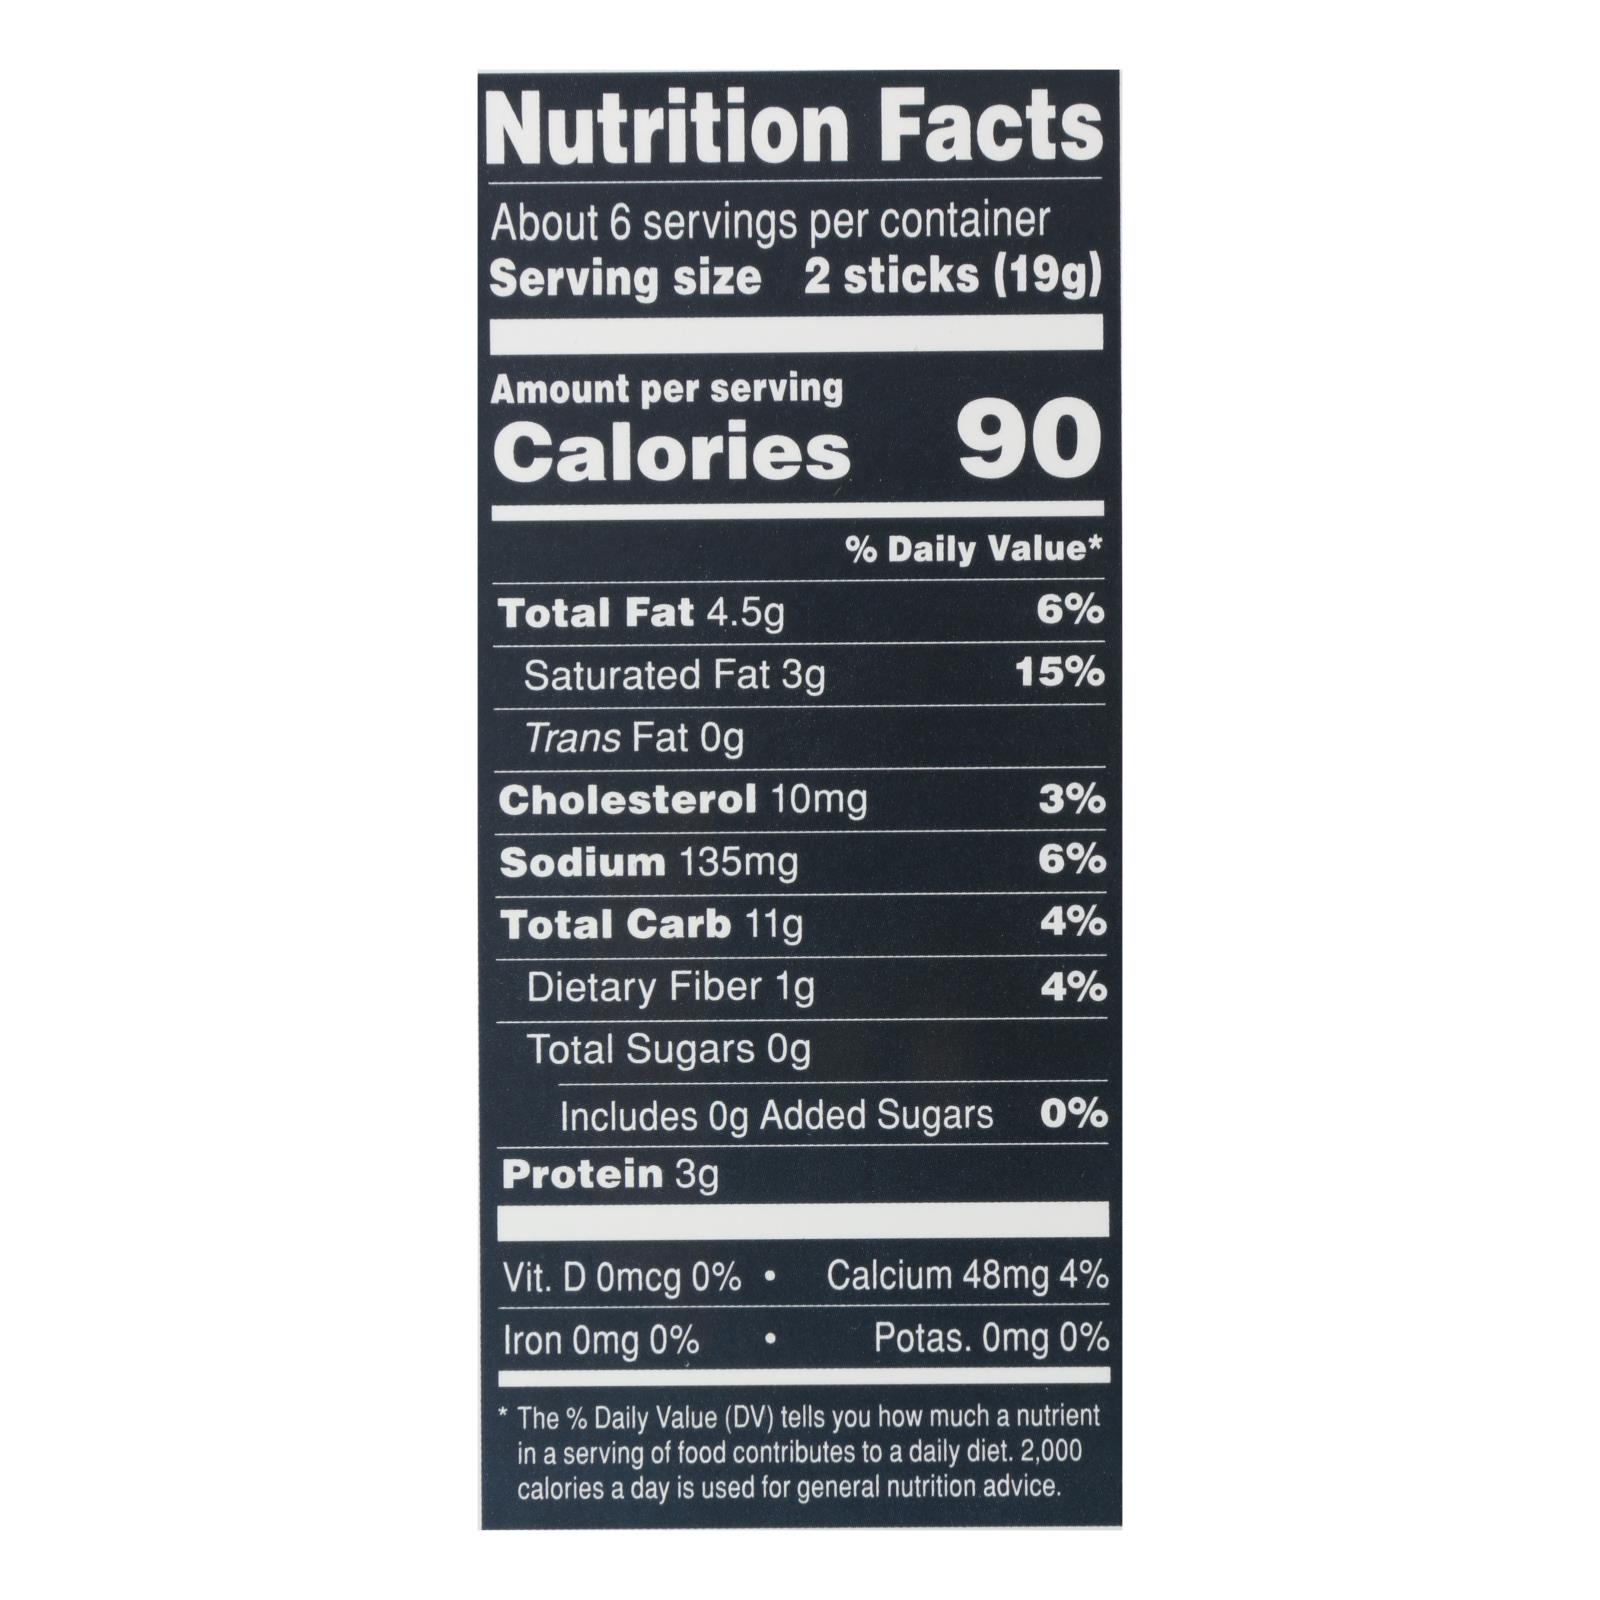 Nutrition Facts
About 6 servings per container
Serving size 2 sticks (19g)
Amount per serving
Calories 90
% Daily Value*
Total Fat 4.5g 6%
Saturated Fat 3g 15%
Trans Fat 0g
Cholesterol 10mg 3%
Sodium 135mg 6%
Total Carb 11g 4%
Dietary Fiber 1g 4%
Total Sugars 0g
Includes 0g Added Sugars 0%
Protein 3g
Vit. D 0mcg 0% • Calcium 48mg 4%
Iron 0mg 0% • Potas. 0mg 0%
* The % Daily Value (DV) tells you how much a nutrient
in a serving of food contributes to a daily diet. 2,000
calories a day is used for general nutrition advice.